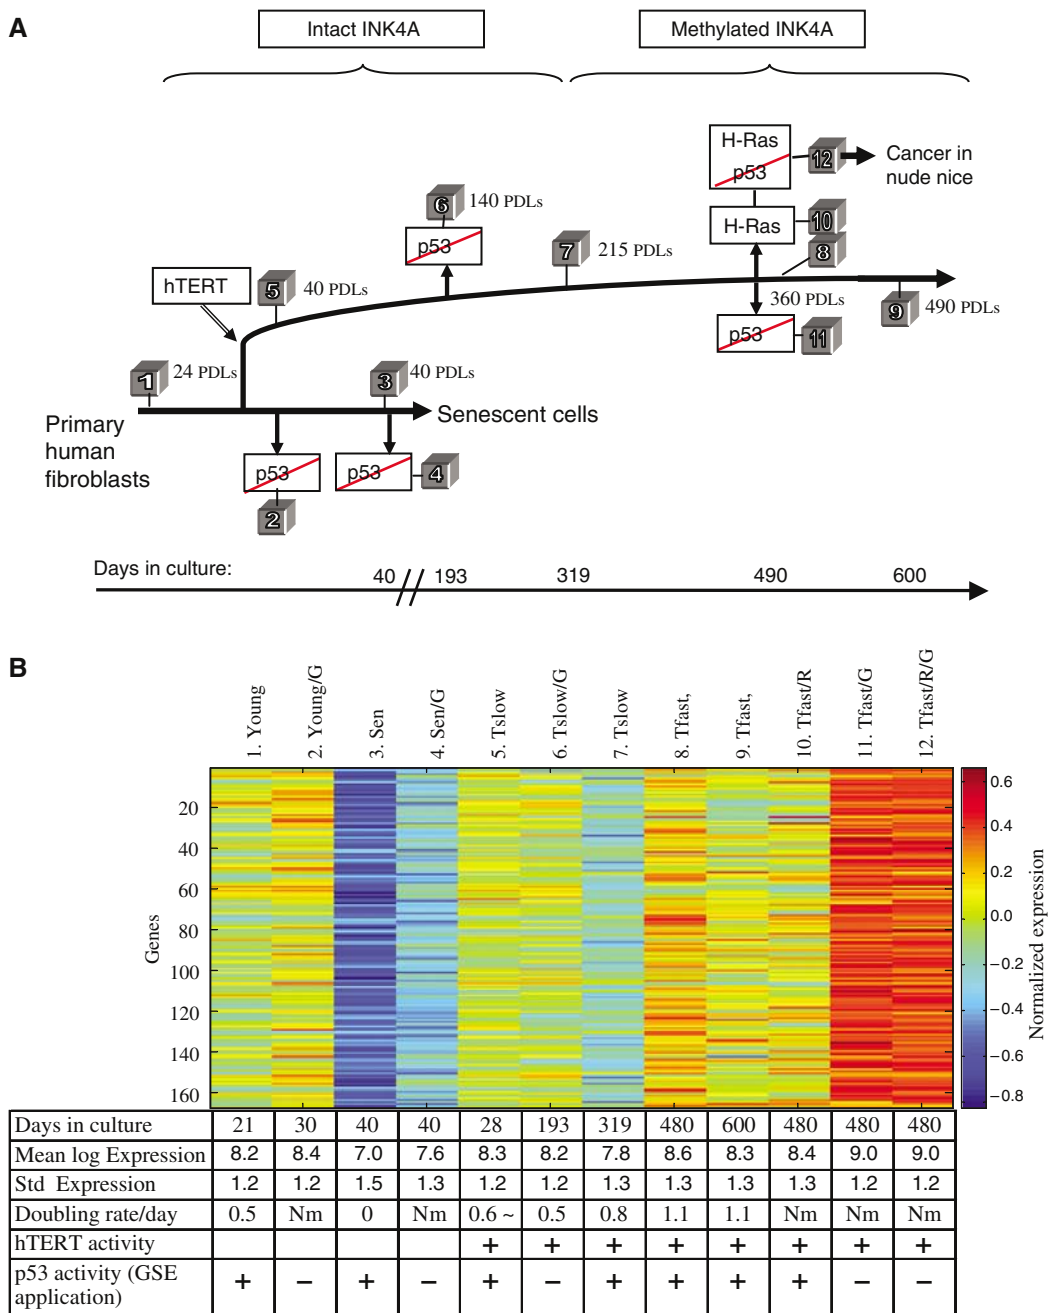 A
Intact INK4A
Methylated INK4A
H-Ras
p53
12
Cancer in
nude nice
6
140 PDLs
p53
H-Ras
10
7
215 PDLs
8
hTERT
5
40 PDLs
360 PDLs
9
490 PDLs
p53
11
1
24 PDLs
3
40 PDLs
Primary
human
fibroblasts
Senescent cells
p53
p53
4
2
Days in culture:
40
193
319
490
600
B
1. Young
2. Young/G
3. Sen
4. Sen/G
5. Tslow
6. Tslow/G
7. Tslow
8. Tfast,
9. Tfast,
10. Tfast/R
11. Tfast/G
12. Tfast/R/G
Genes
20
40
60
80
100
120
140
160
0.6
0.4
0.2
0.0
−0.2
−0.4
−0.6
−0.8
Normalized expression
Days in culture 21 30 40 40 28 193 319 480 600 480 480 480
Mean log Expression 8.2 8.4 7.0 7.6 8.3 8.2 7.8 8.6 8.3 8.4 9.0 9.0
Std Expression 1.2 1.2 1.5 1.3 1.2 1.2 1.3 1.3 1.3 1.3 1.2 1.2
Doubling rate/day 0.5 Nm 0 Nm 0.6 ~ 0.5 0.8 1.1 1.1 Nm Nm Nm
hTERT activity + + + + + + + +
p53 activity (GSE + − + − + − + + + + − −
application)